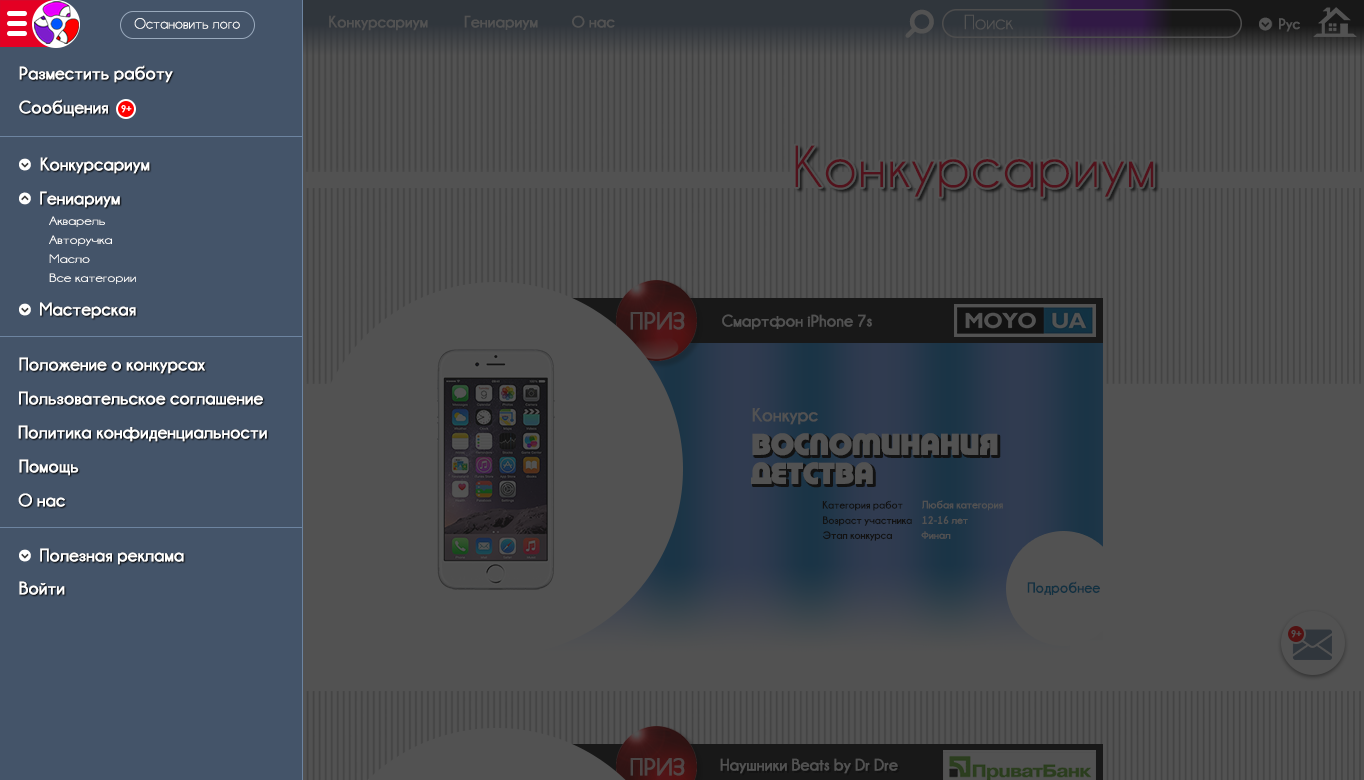 Остановить лого
Конкурсариум
Гениариум
О нас
Поиск
Рус
Разместить работу
Сообщения 9+
Конкурсариум
Гениариум
Акварель
Авторучка
Масло
Все категории
Мастерская
Положение о конкурсах
Пользовательское соглашение
Политика конфиденциальности
Помощь
О нас
Полезная реклама
Войти
Конкурсариум
ПРИЗ
Смартфон iPhone 7s
MOYO UA
Конкурс
ВОСПОМИНАНИЯ
ДЕТСТВА
Категория работ Любая категория
Возраст участника 12-16 лет
Этап конкурса Финал
Подробнее
9+
ПРИЗ
Наушники Beats by Dr Dre
ПриватБанк